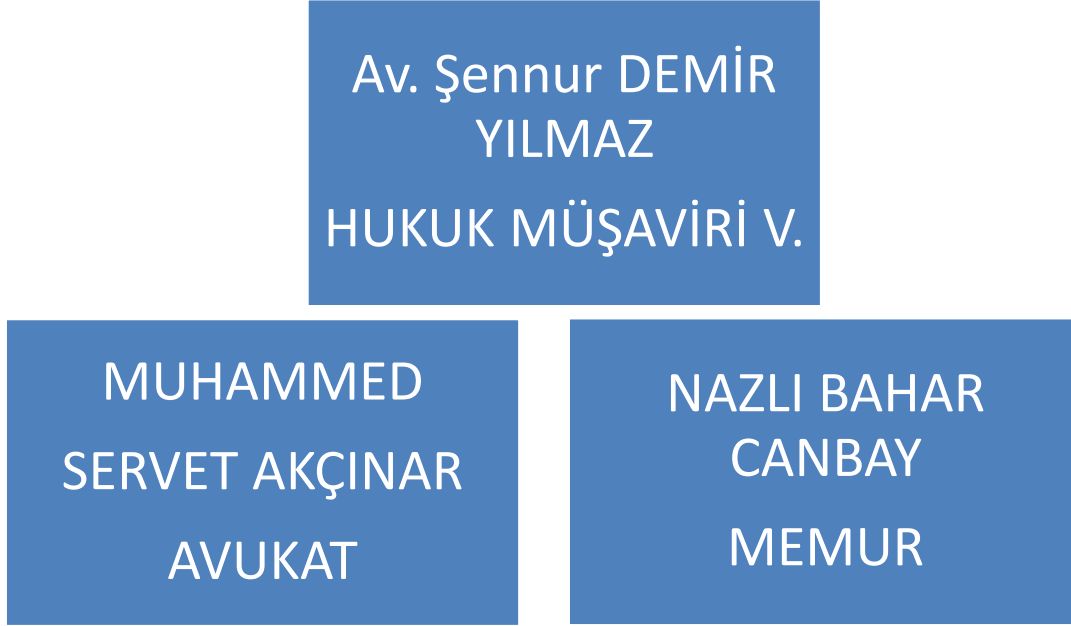 Av. Şennur DEMİR
YILMAZ
HUKUK MÜŞAVİRİ V.
MUHAMMED
SERVET AKÇINAR
AVUKAT
NAZLI BAHAR
CANBAY
MEMUR